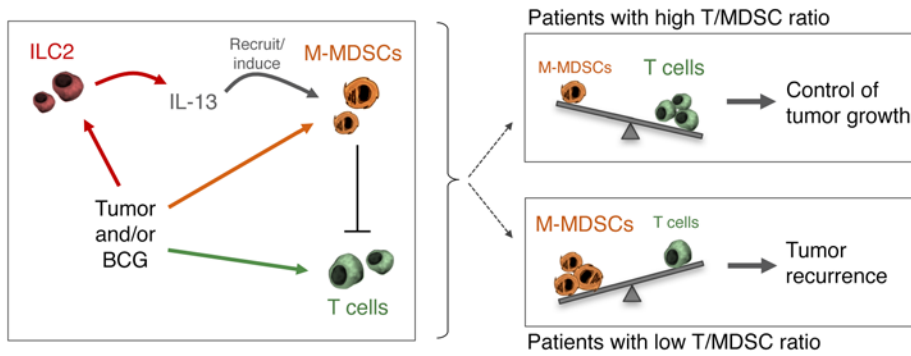 ILC2
Recruit/
induce
M-MDSCs
IL-13
Tumor
and/or
BCG
T cells
Patients with high T/MDSC ratio
M-MDSCs
T cells
Control of
tumor growth
M-MDSCs
T cells
Tumor
recurrence
Patients with low T/MDSC ratio